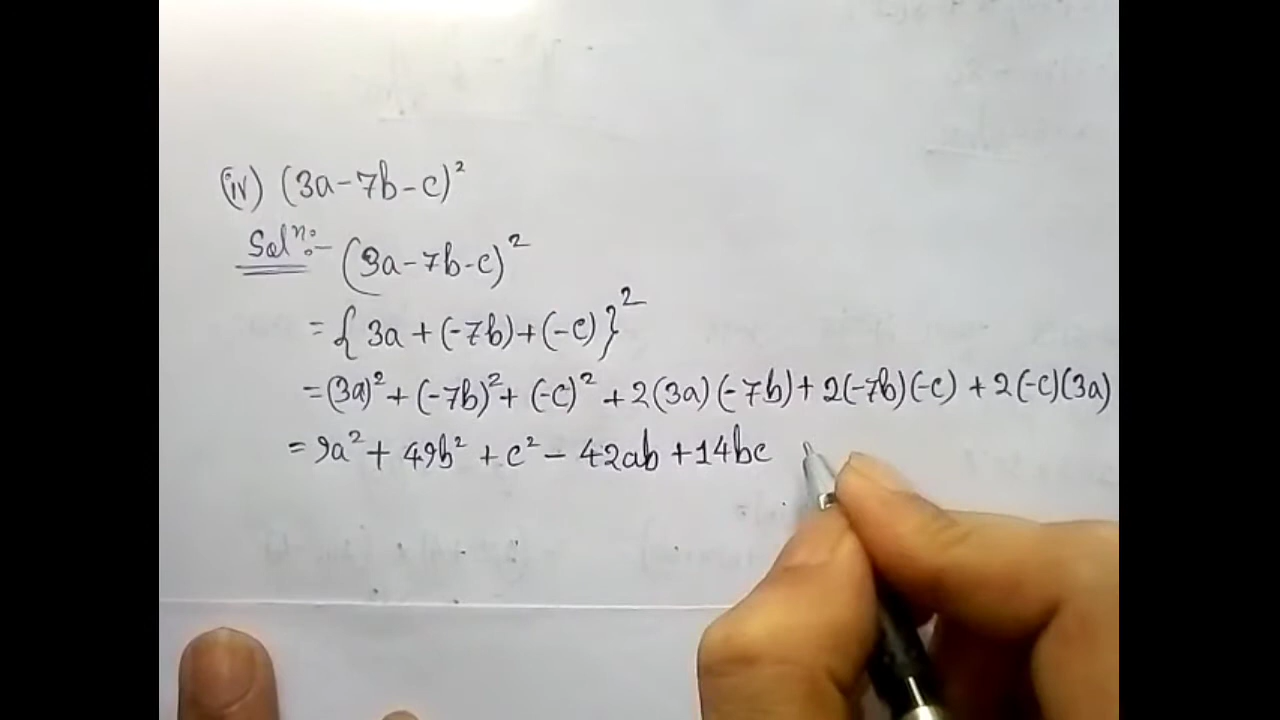 (iv) (3a-7b-c)²
Solⁿ:- (3a-7b-c)²
= {3a+(-7b)+(-c)}²
= (3a)²+(-7b)²+(-c)²+2(3a)(-7b)+2(-7b)(-c)+2(-c)(3a)
= 9a²+49b²+c²-42ab+14bc